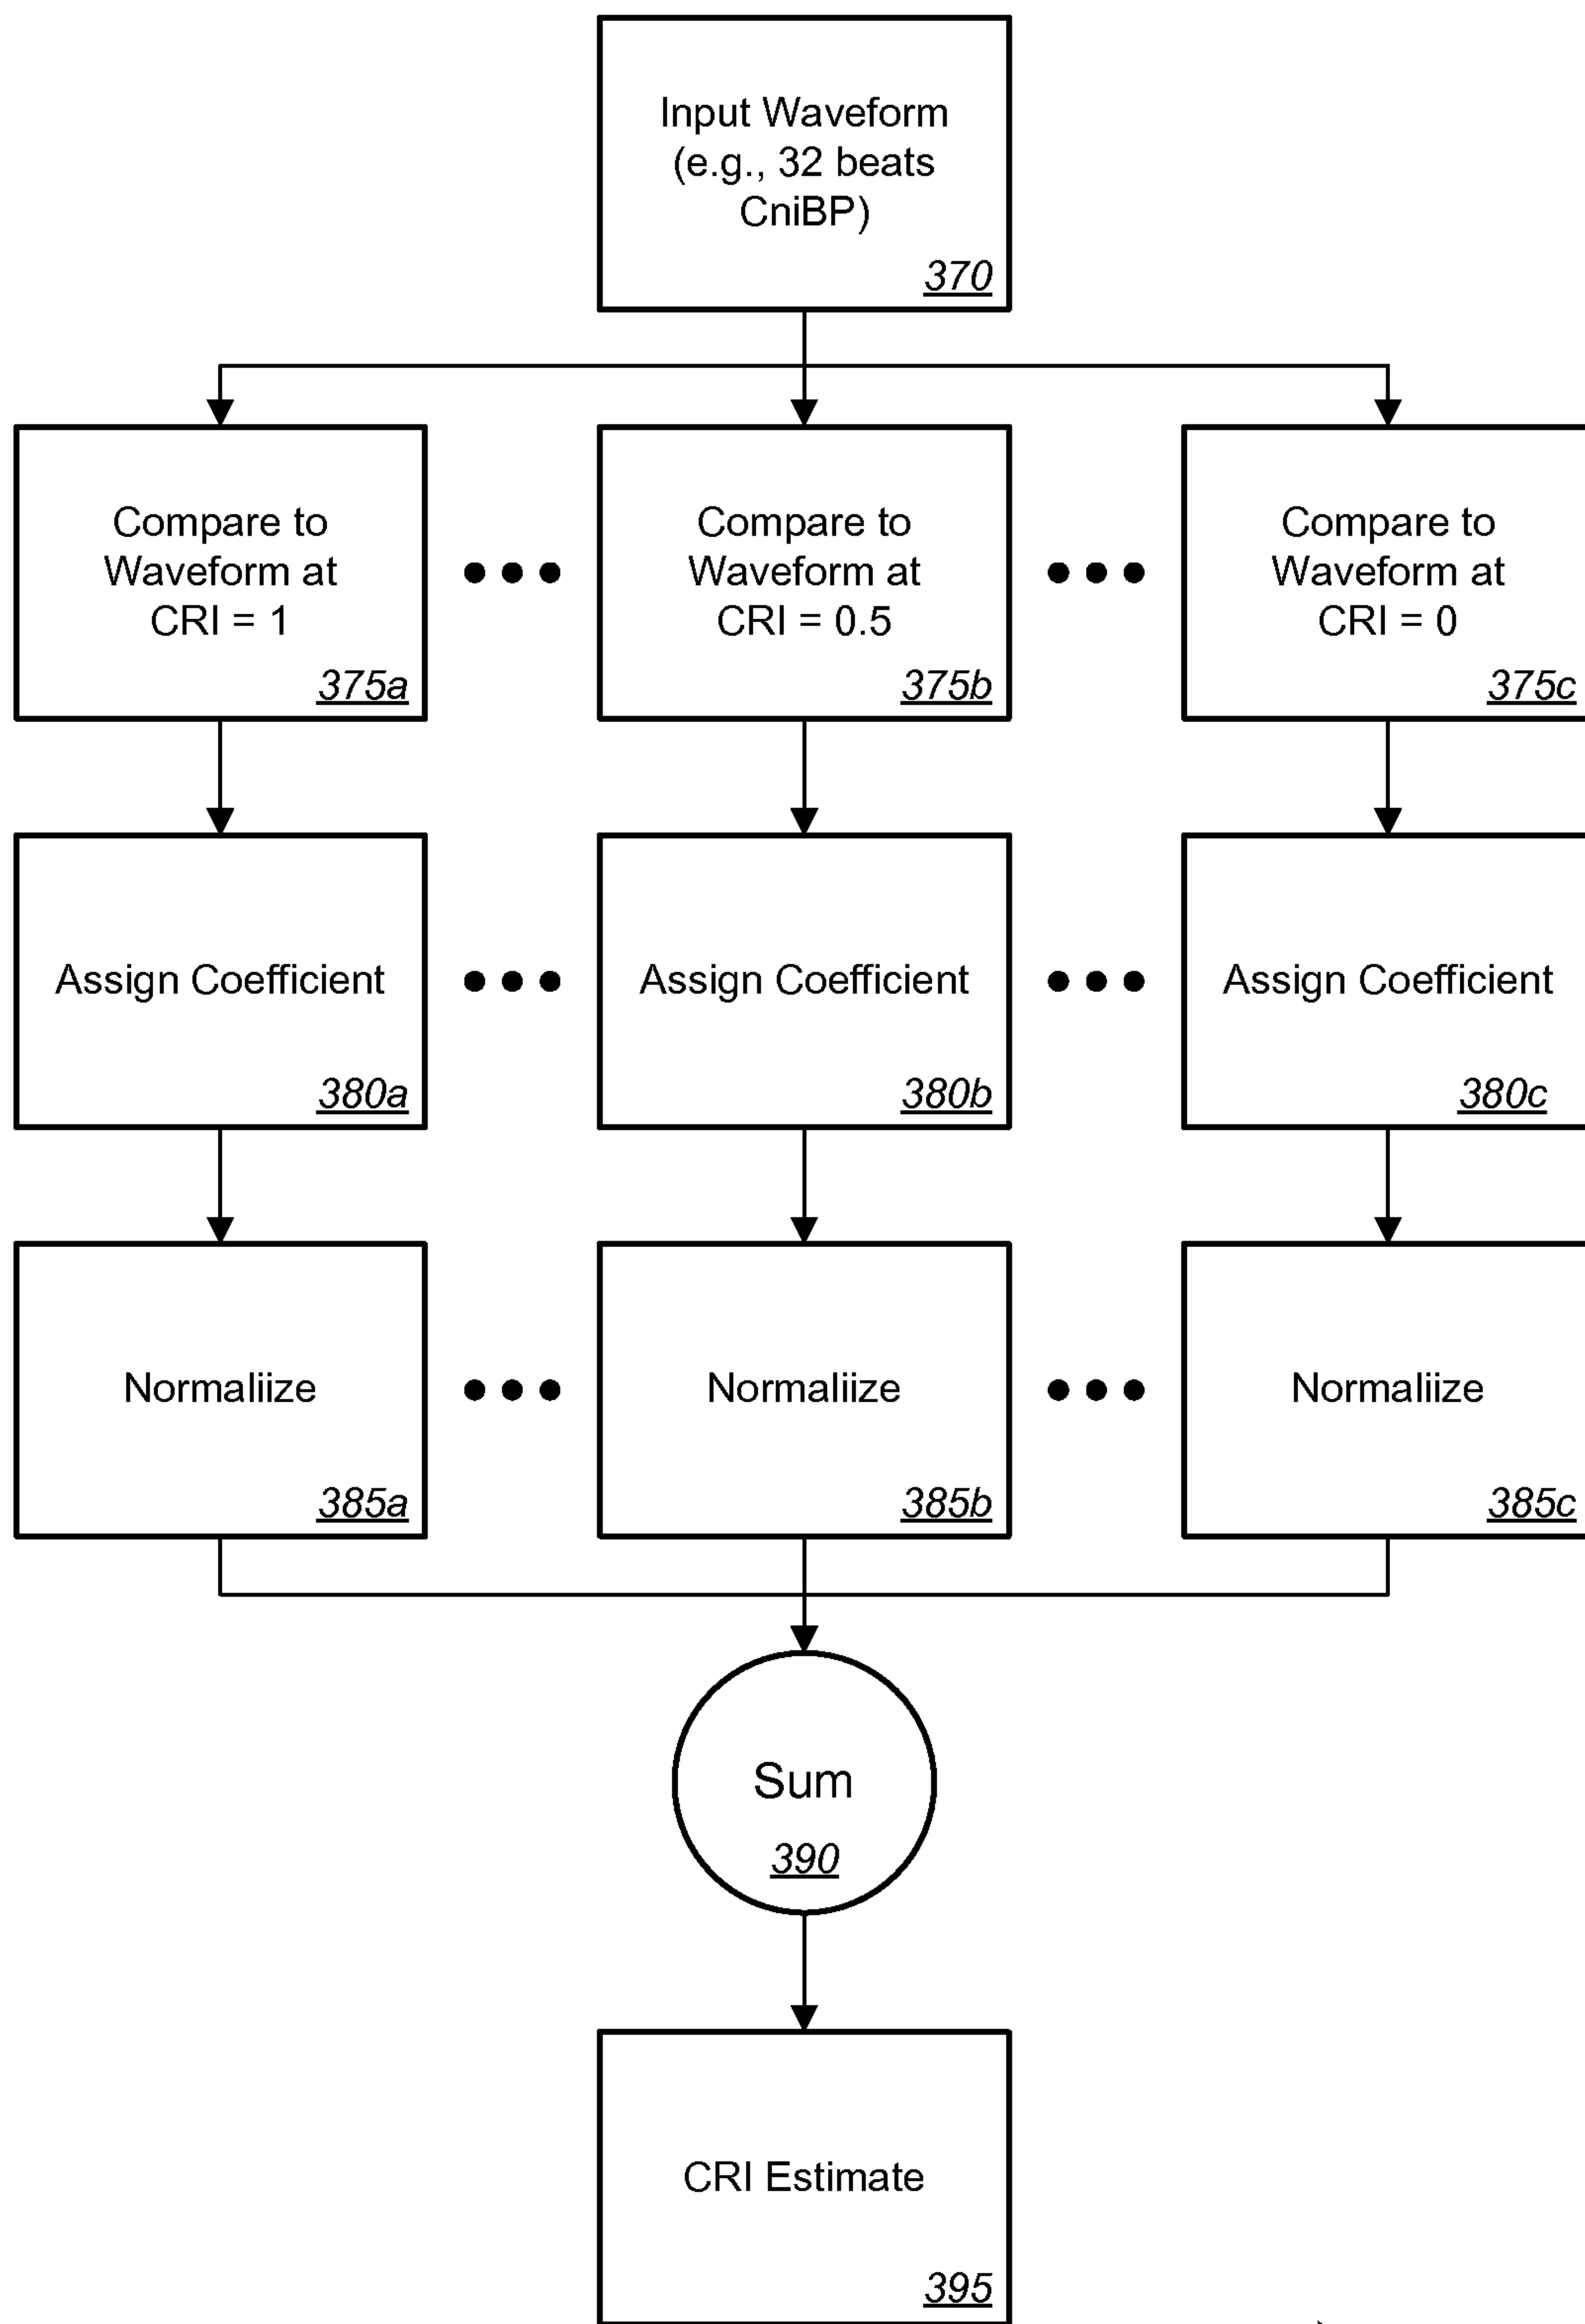 Input Waveform
(e.g., 32 beats
CniBP)
370
Compare to
Waveform at
CRI = 1
375a
Compare to
Waveform at
CRI = 0.5
375b
Compare to
Waveform at
CRI = 0
375c
Assign Coefficient
380a
Assign Coefficient
380b
Assign Coefficient
380c
Normaliize
385a
Normaliize
385b
Normaliize
385c
Sum
390
CRI Estimate
395